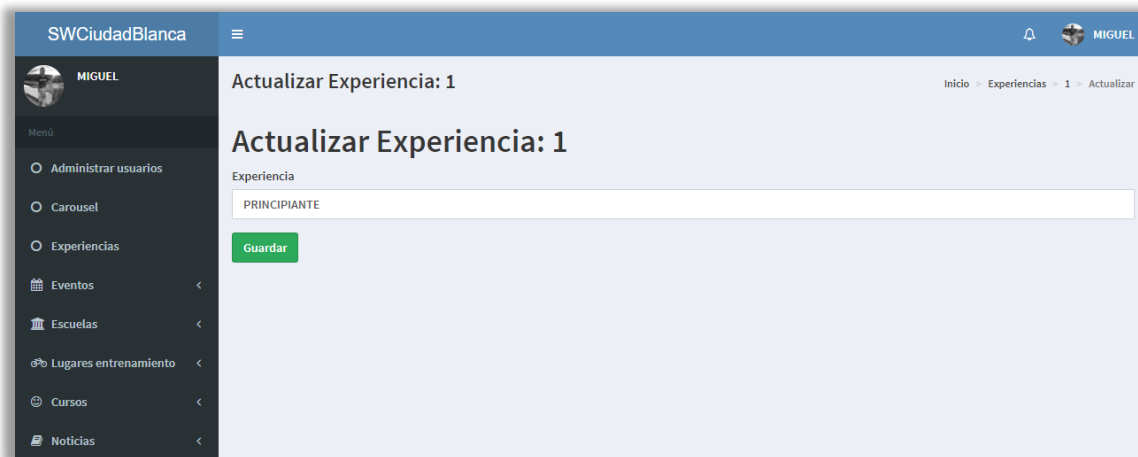 SWCiudadBlanca
MIGUEL
MIGUEL
Actualizar Experiencia: 1
Inicio > Experiencias > 1 > Actualizar
Menú
Actualizar Experiencia: 1
Administrar usuarios
Experiencia
Carousel
PRINCIPIANTE
Experiencias
Guardar
Eventos
Escuelas
Lugares entrenamiento
Cursos
Noticias